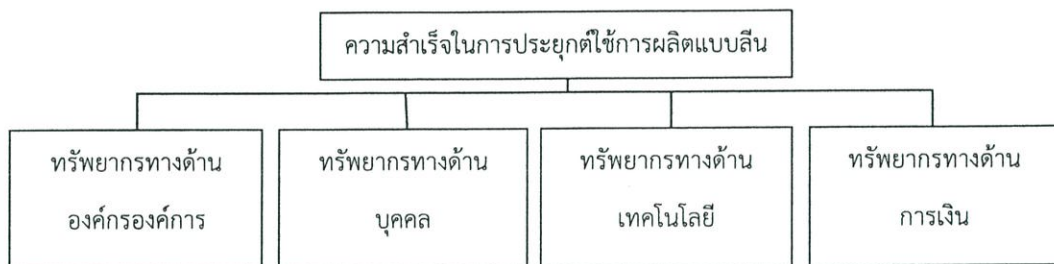 ความสำเร็จในการประยุกต์ใช้การผลิตแบบลีน
ทรัพยากรทางด้าน
องค์กรองค์การ
ทรัพยากรทางด้าน
บุคคล
ทรัพยากรทางด้าน
เทคโนโลยี
ทรัพยากรทางด้าน
การเงิน